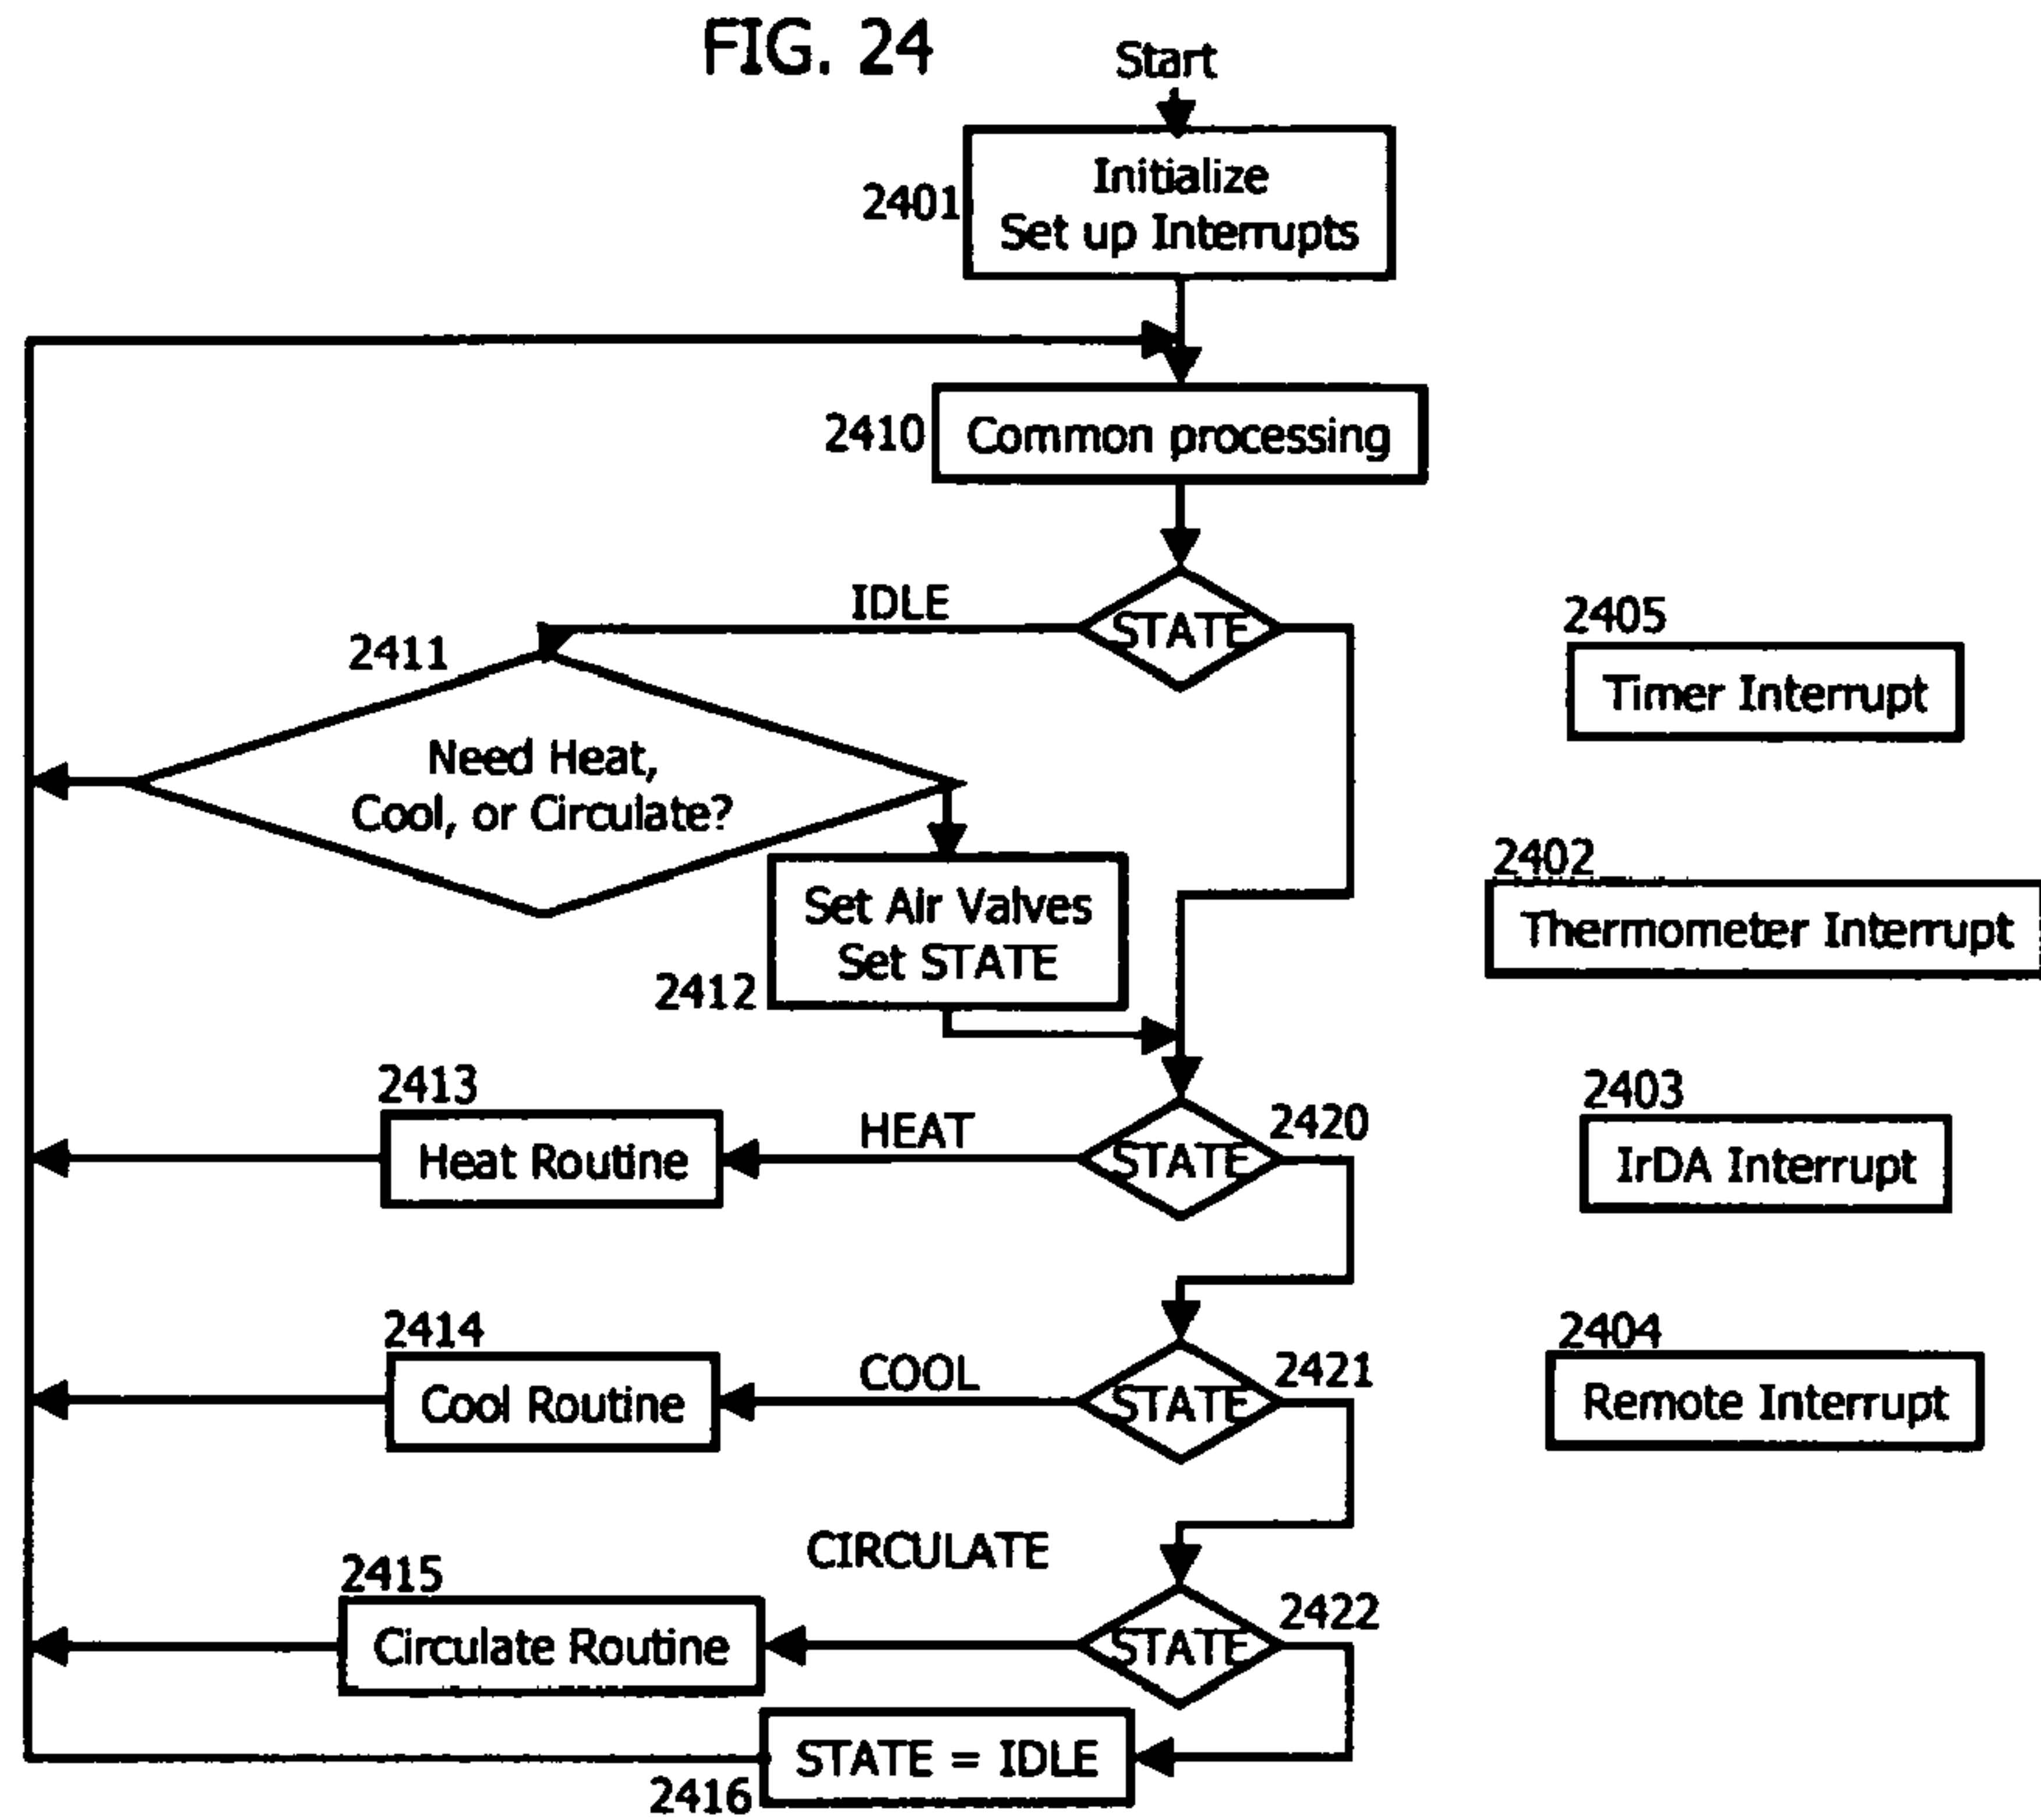 FIG. 24
Start
2401
Initialize
Set up Interrupts
2410
Common processing
IDLE
STATE
2405
Timer Interrupt
2411
Need Heat,
Cool, or Circulate?
2402
Thermometer Interrupt
Set Air Valves
Set STATE
2412
2413
Heat Routine
HEAT
STATE
2420
2403
IrDA Interrupt
2414
Cool Routine
COOL
STATE
2421
2404
Remote Interrupt
CIRCULATE
2415
Circulate Routine
STATE
2422
STATE = IDLE
2416